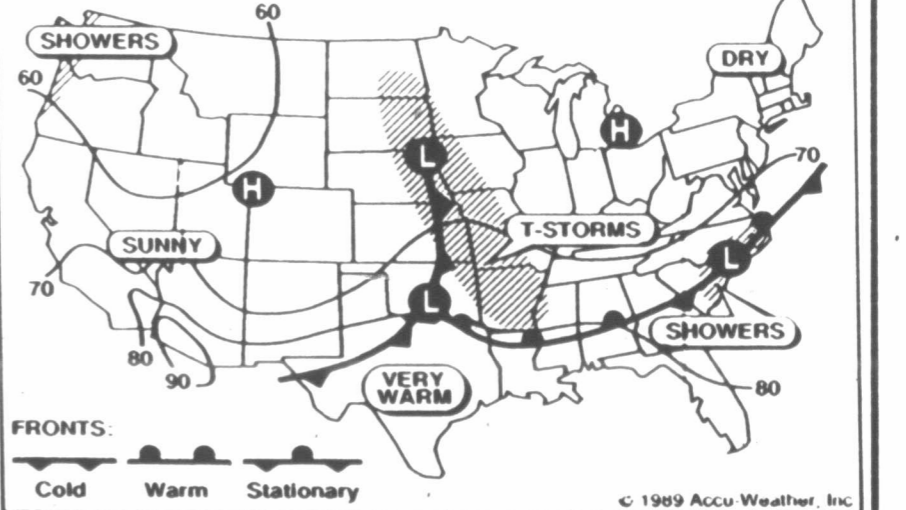 60
SHOWERS
60
DRY
H
L
70
H
T-STORMS
SUNNY
L
70
L
SHOWERS
80
90
VERY
WARM
80
FRONTS:
Cold Warm Stationary
© 1989 Accu-Weather, Inc